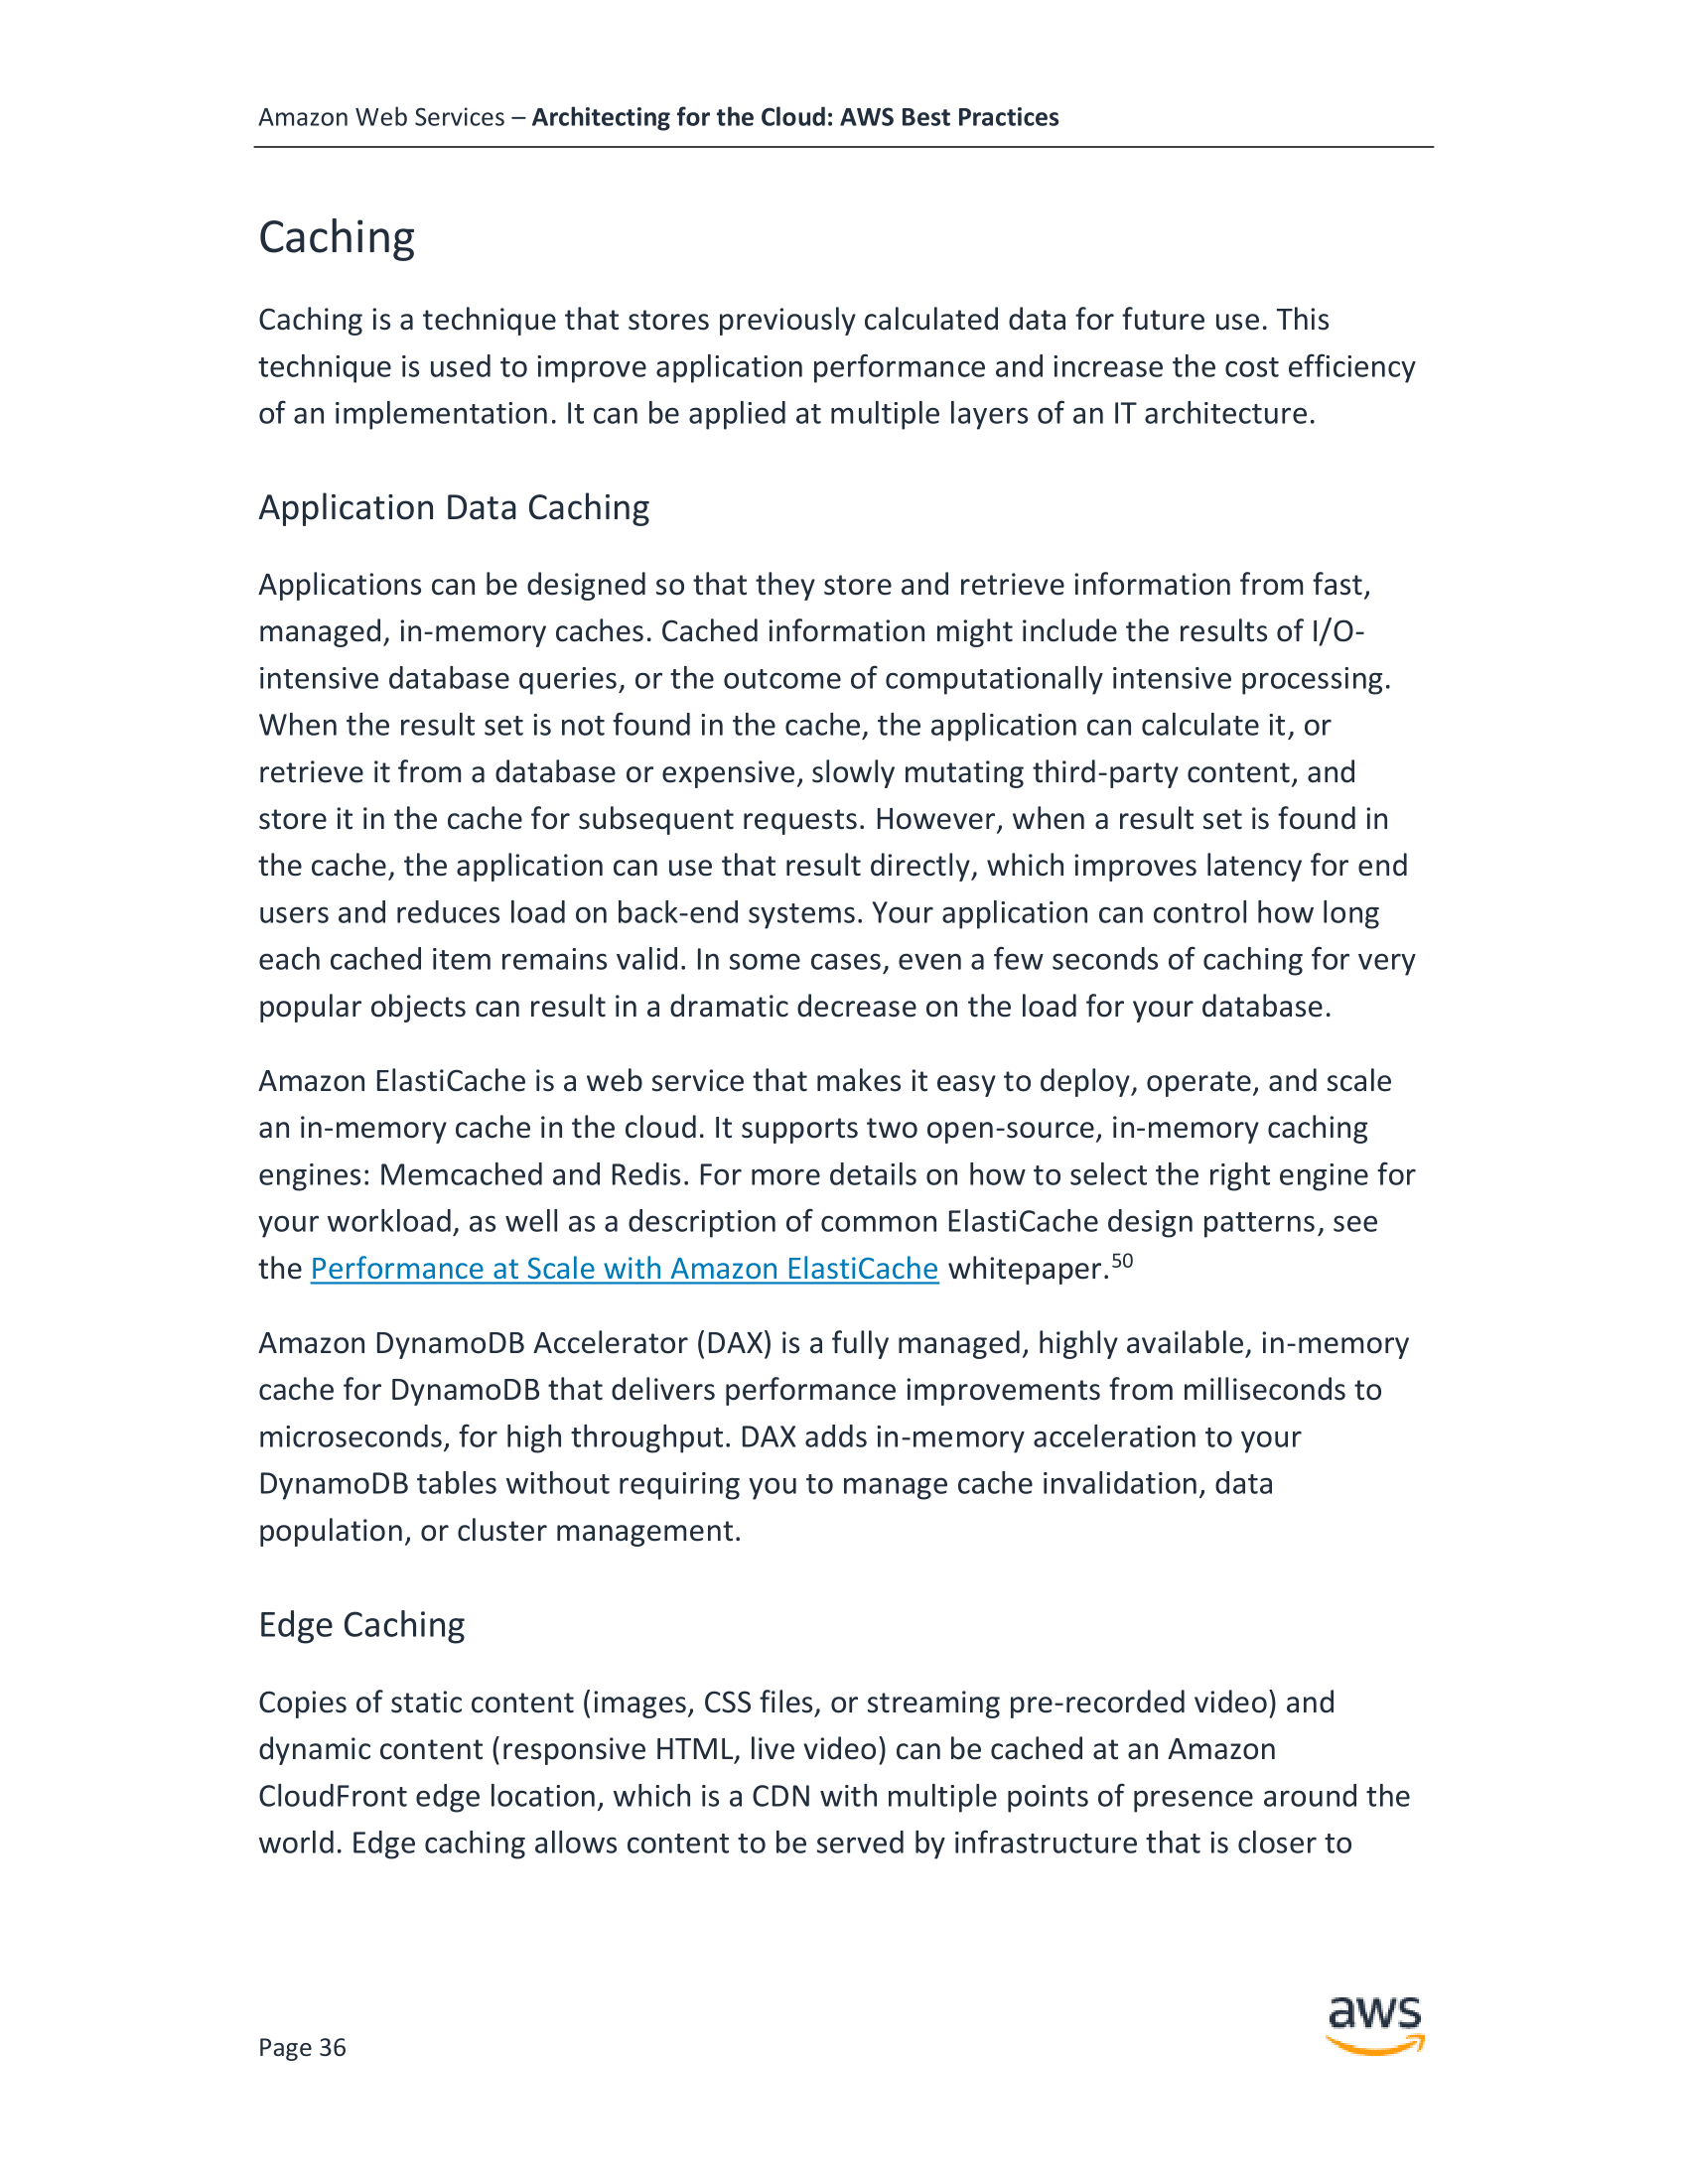 Amazon Web Services – Architecting for the Cloud: AWS Best Practices
Caching
Caching is a technique that stores previously calculated data for future use. This
technique is used to improve application performance and increase the cost efficiency
of an implementation. It can be applied at multiple layers of an IT architecture.
Application Data Caching
Applications can be designed so that they store and retrieve information from fast,
managed, in-memory caches. Cached information might include the results of I/O-
intensive database queries, or the outcome of computationally intensive processing.
When the result set is not found in the cache, the application can calculate it, or
retrieve it from a database or expensive, slowly mutating third-party content, and
store it in the cache for subsequent requests. However, when a result set is found in
the cache, the application can use that result directly, which improves latency for end
users and reduces load on back-end systems. Your application can control how long
each cached item remains valid. In some cases, even a few seconds of caching for very
popular objects can result in a dramatic decrease on the load for your database.
Amazon ElastiCache is a web service that makes it easy to deploy, operate, and scale
an in-memory cache in the cloud. It supports two open-source, in-memory caching
engines: Memcached and Redis. For more details on how to select the right engine for
your workload, as well as a description of common ElastiCache design patterns, see
the Performance at Scale with Amazon ElastiCache whitepaper.50
Amazon DynamoDB Accelerator (DAX) is a fully managed, highly available, in-memory
cache for DynamoDB that delivers performance improvements from milliseconds to
microseconds, for high throughput. DAX adds in-memory acceleration to your
DynamoDB tables without requiring you to manage cache invalidation, data
population, or cluster management.
Edge Caching
Copies of static content (images, CSS files, or streaming pre-recorded video) and
dynamic content (responsive HTML, live video) can be cached at an Amazon
CloudFront edge location, which is a CDN with multiple points of presence around the
world. Edge caching allows content to be served by infrastructure that is closer to
aws
Page 36